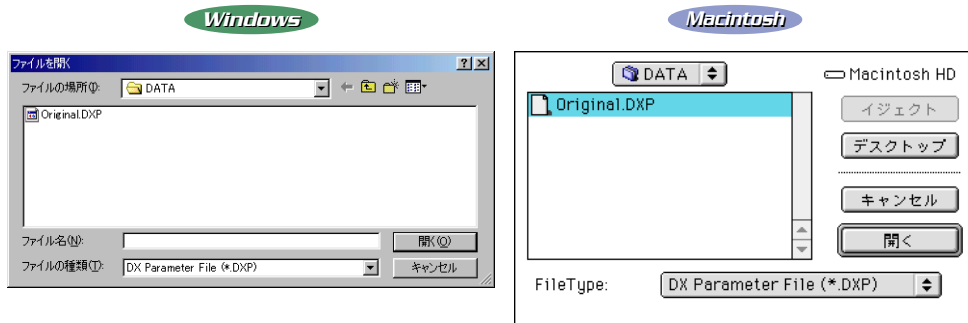 Windows
Macintosh
ファイルを開く
ファイルの場所(I):
DATA
Original.DXP
ファイル名(N):
開く(O)
ファイルの種類(T):
DX Parameter File (*.DXP)
キャンセル
DATA
Macintosh HD
Original.DXP
イジェクト
デスクトップ
キャンセル
開く
FileType:
DX Parameter File (*.DXP)